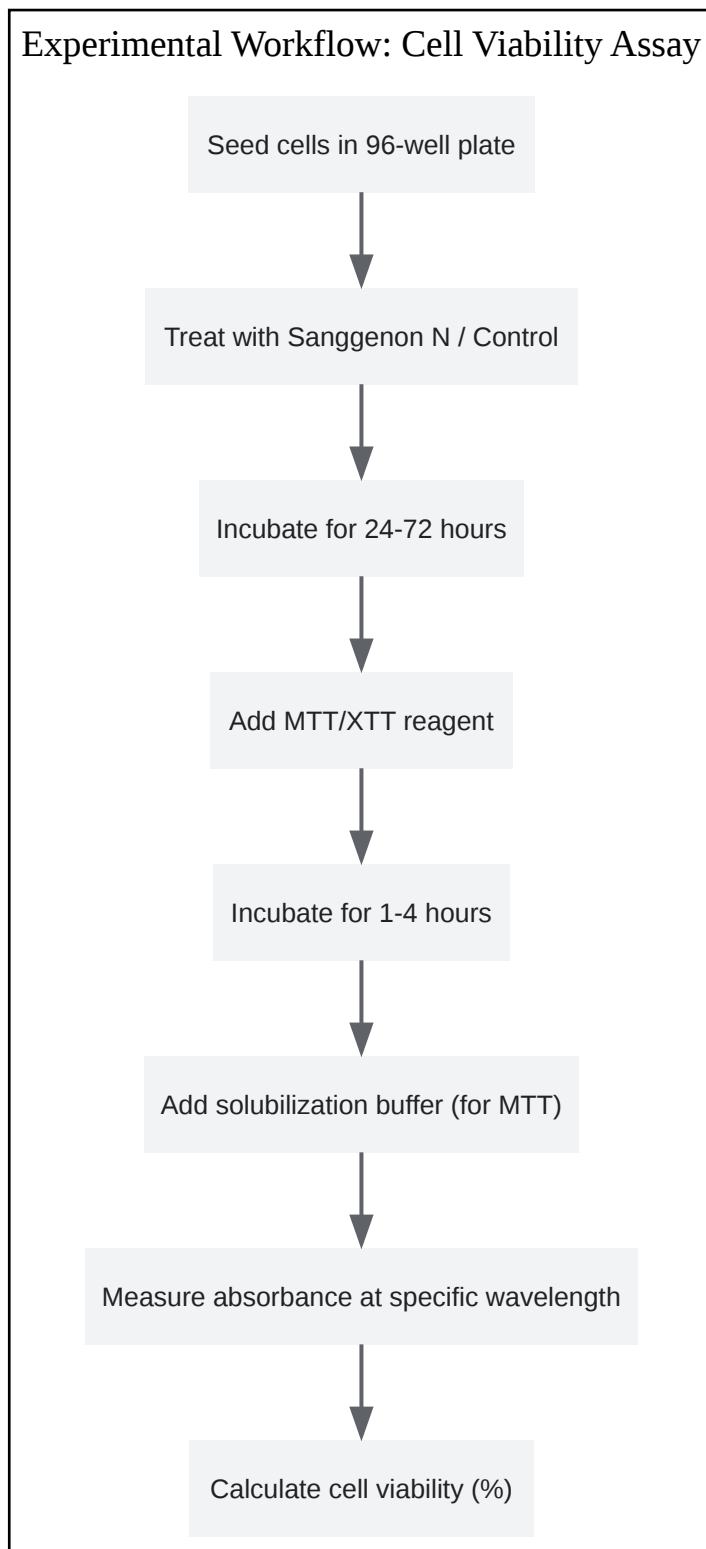 Experimental Workflow: Cell Viability Assay
Seed cells in 96-well plate
Treat with Sanggenon N / Control
Incubate for 24-72 hours
Add MTT/XTT reagent
Incubate for 1-4 hours
Add solubilization buffer (for MTT)
Measure absorbance at specific wavelength
Calculate cell viability (%)